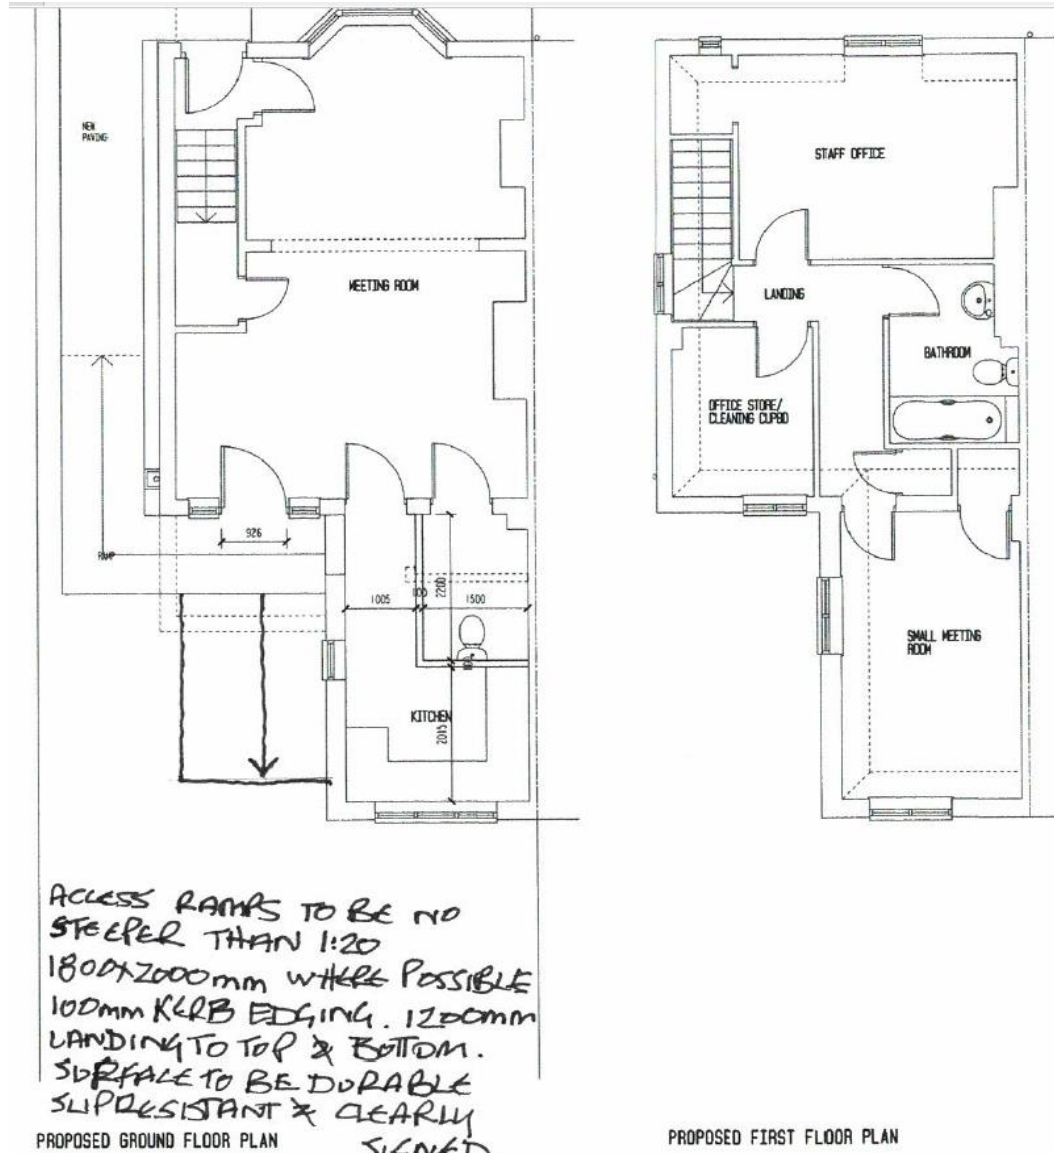 NEW
PAVING
MEETING ROOM
RAMP
926
1005
100
1500
2200
KITCHEN
2015
ACCESS RAMPS TO BE NO
STEEPER THAN 1:20
1800X2000mm WHERE POSSIBLE
100mm KERB EDGING. 1200mm
LANDING TO TOP & BOTTOM.
SURFACE TO BE DURABLE
SLIPRESISTANT & CLEARLY
SIGNED
PROPOSED GROUND FLOOR PLAN
STAFF OFFICE
LANDING
BATHROOM
OFFICE STORE/
CLEANING CUPBD
SMALL MEETING
ROOM
PROPOSED FIRST FLOOR PLAN